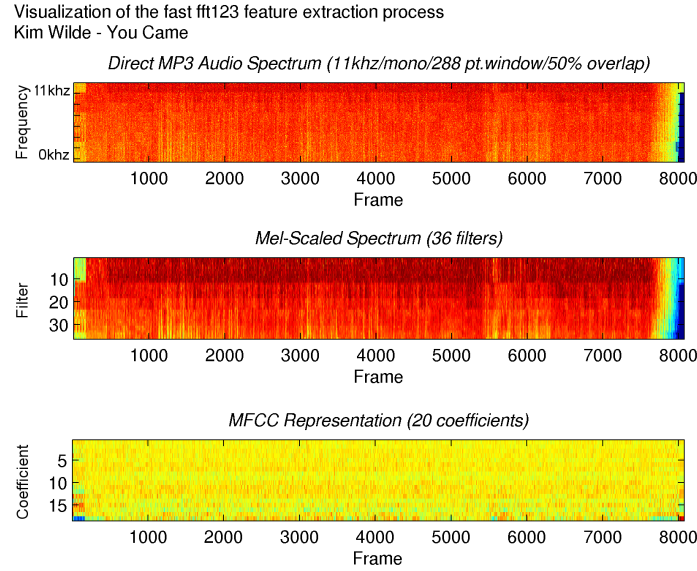 Visualization of the fast fft123 feature extraction process
Kim Wilde - You Came
Direct MP3 Audio Spectrum (11khz/mono/288 pt.window/50% overlap)
Frequency
11khz
0khz
1000 2000 3000 4000 5000 6000 7000 8000
Frame
Mel-Scaled Spectrum (36 filters)
Filter
10
20
30
1000 2000 3000 4000 5000 6000 7000 8000
Frame
MFCC Representation (20 coefficients)
Coefficient
5
10
15
1000 2000 3000 4000 5000 6000 7000 8000
Frame